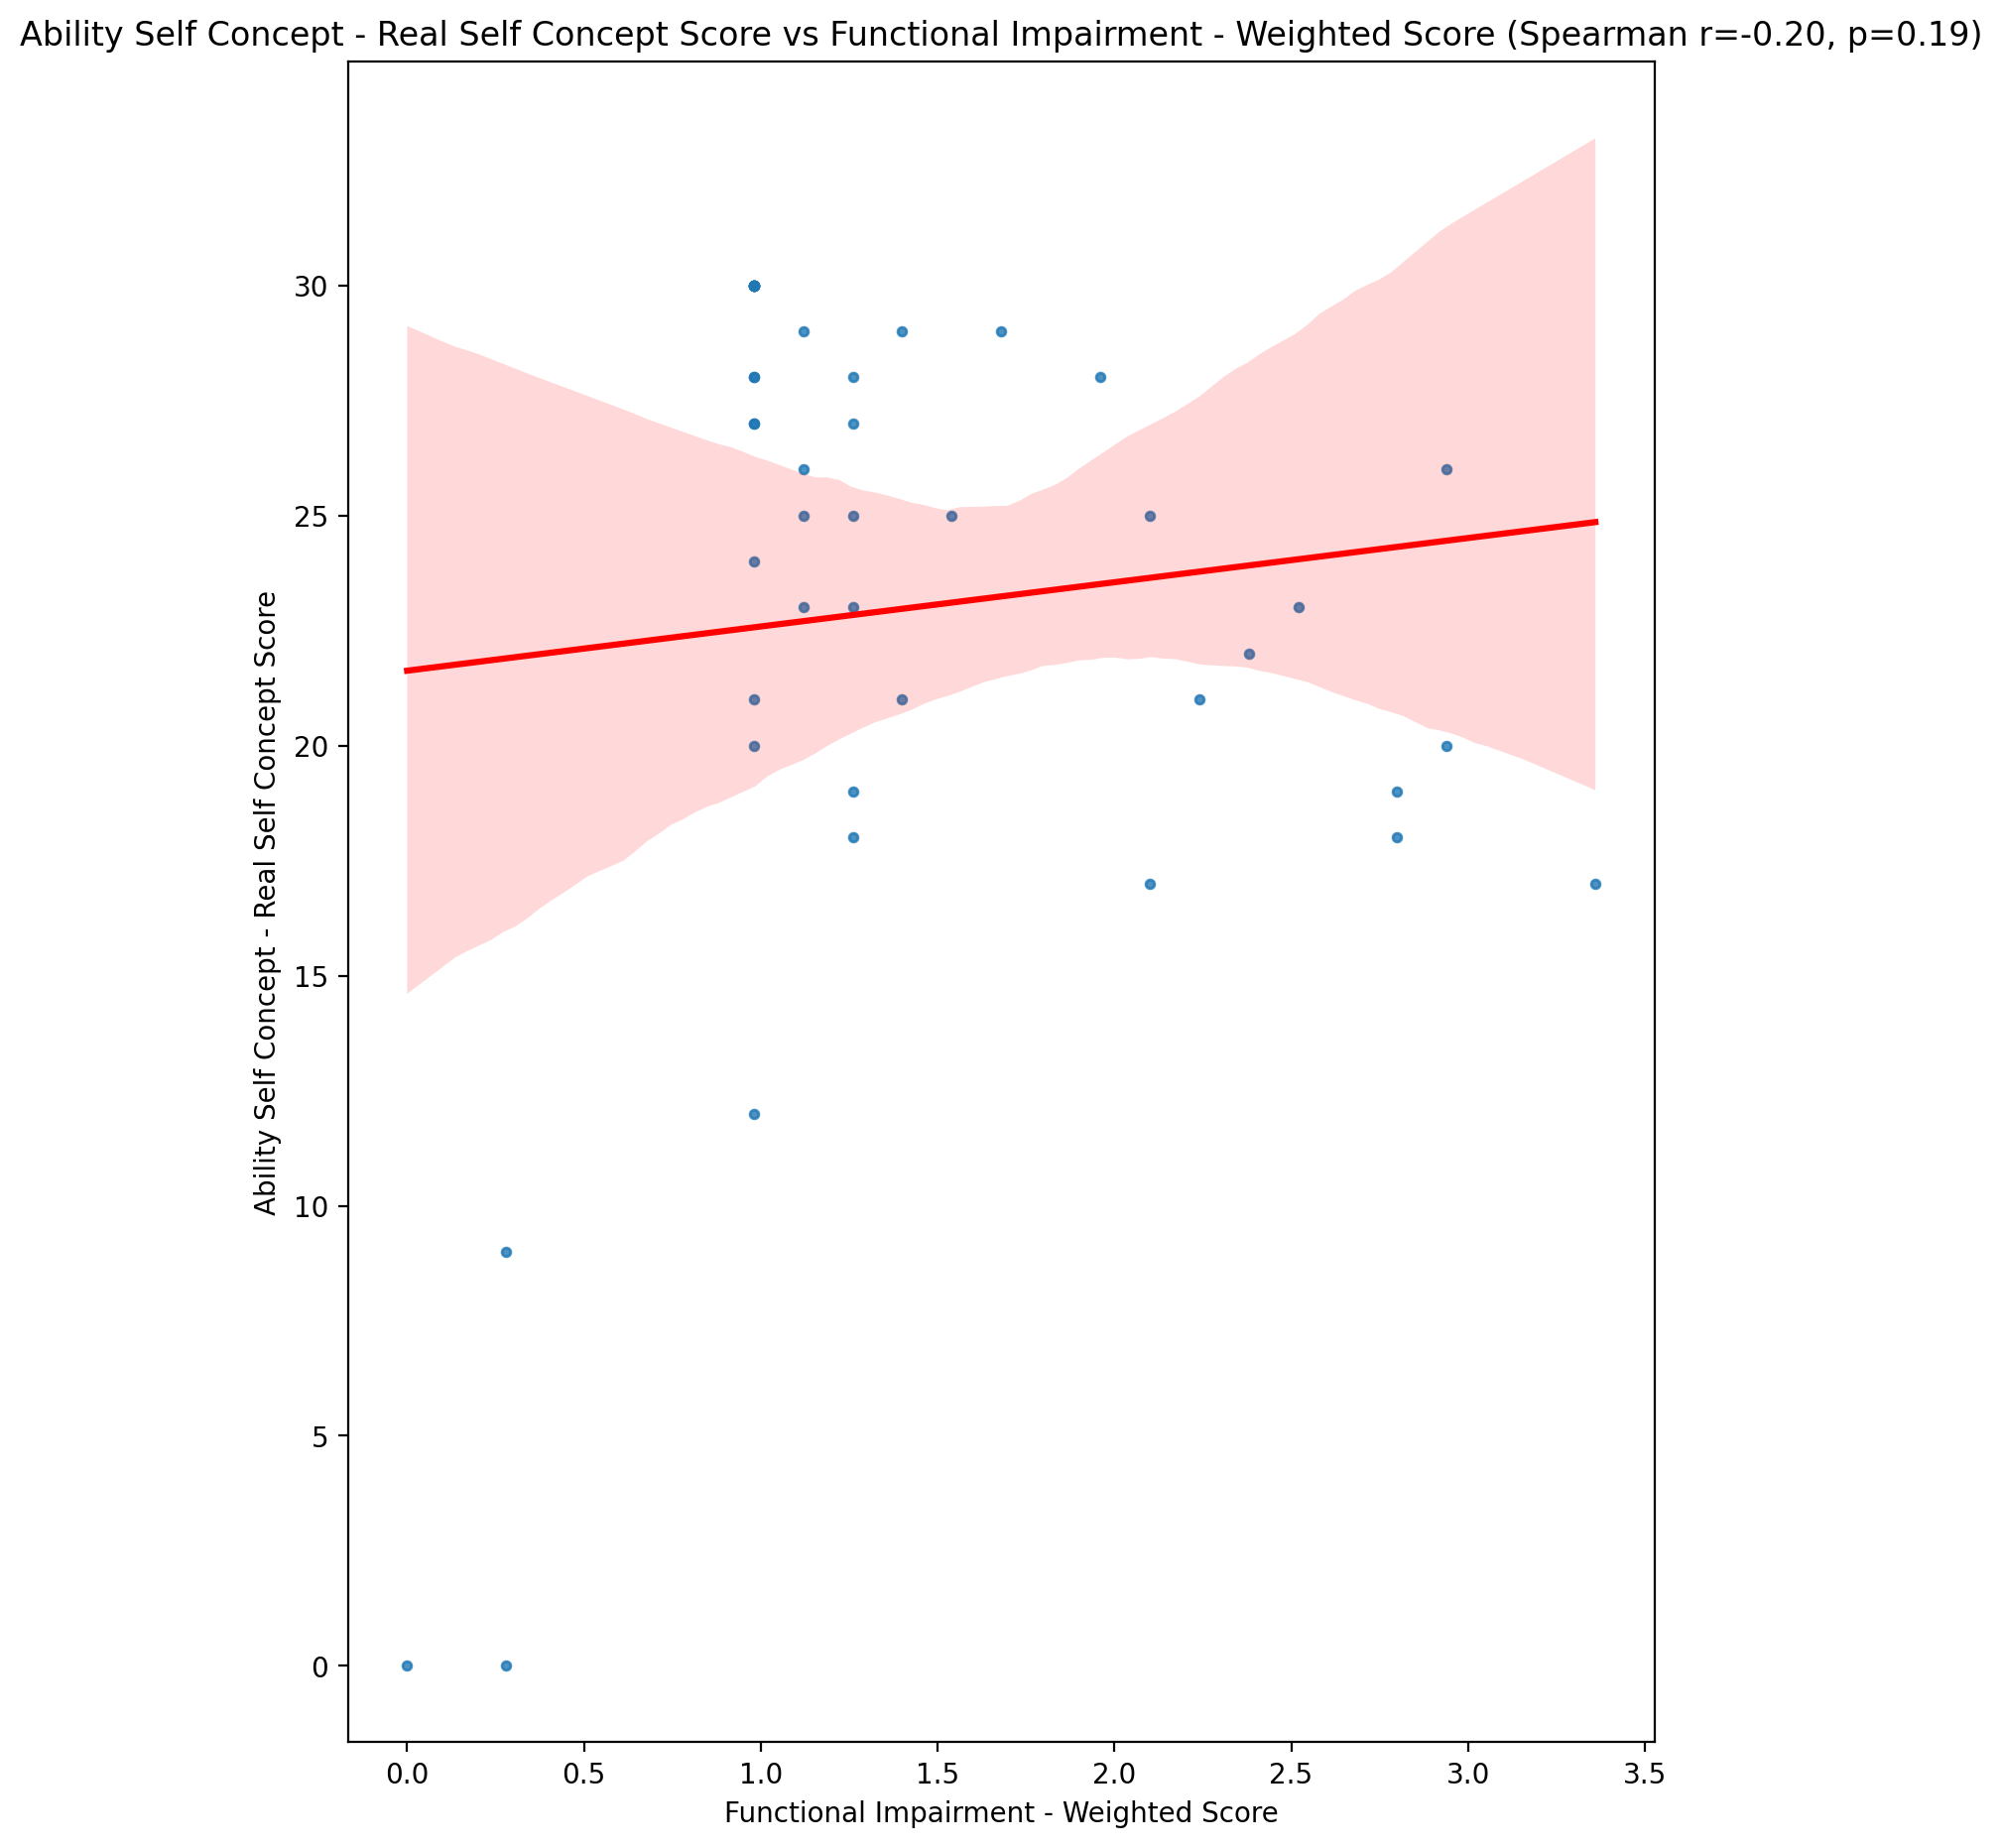 Ability Self Concept - Real Self Concept Score vs Functional Impairment - Weighted Score (Spearman r=-0.20, p=0.19)
Ability Self Concept - Real Self Concept Score
30
25
20
15
10
5
0
0.0 0.5 1.0 1.5 2.0 2.5 3.0 3.5
Functional Impairment - Weighted Score